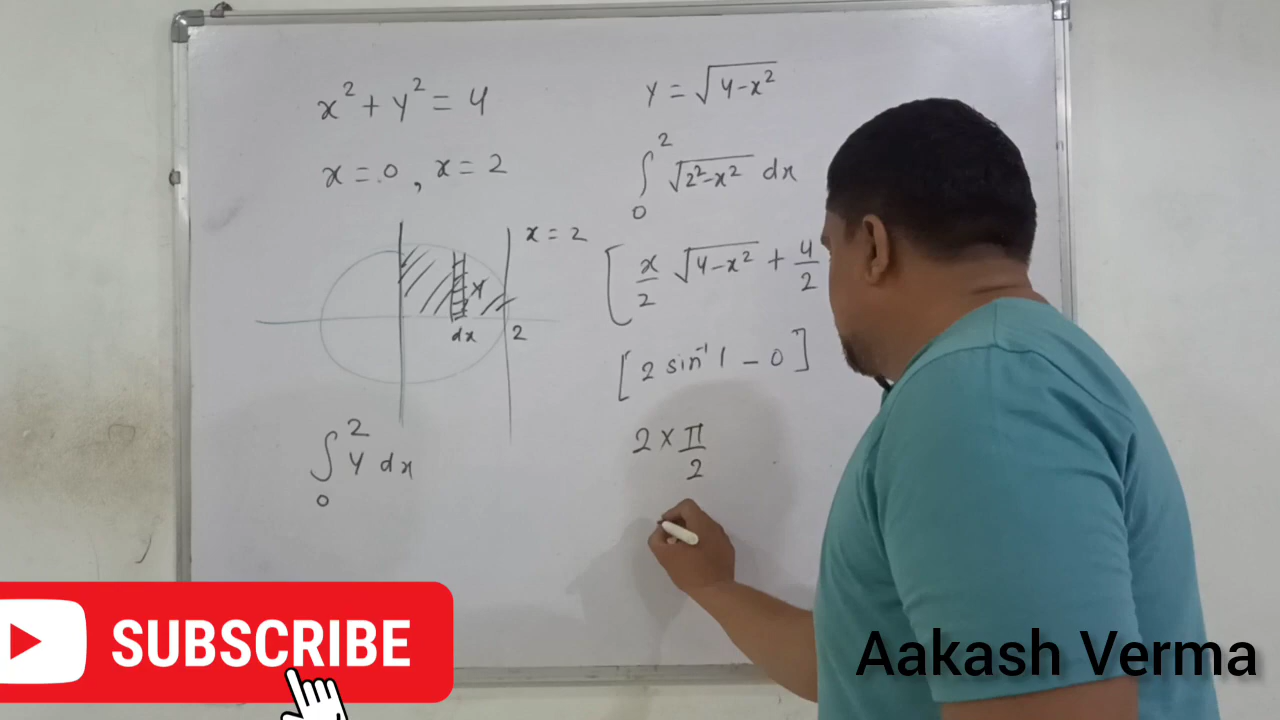 x² + y² = 4
x = 0 , x = 2
x = 2
y
dx
2
∫₀² y dx
y = √(4-x²)
∫₀² √(2²-x²) dx
[ x/2 √(4-x²) + 4/2
[ 2 sin⁻¹ 1 - 0 ]
2 × π/2
SUBSCRIBE
Aakash Verma